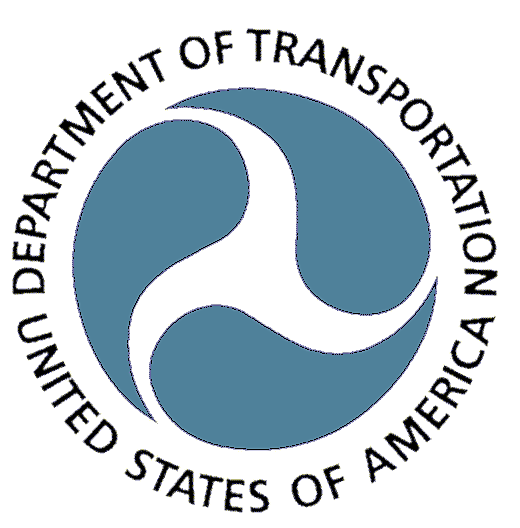 DEPARTMENT OF TRANSPORTATION
UNITED STATES OF AMERICA